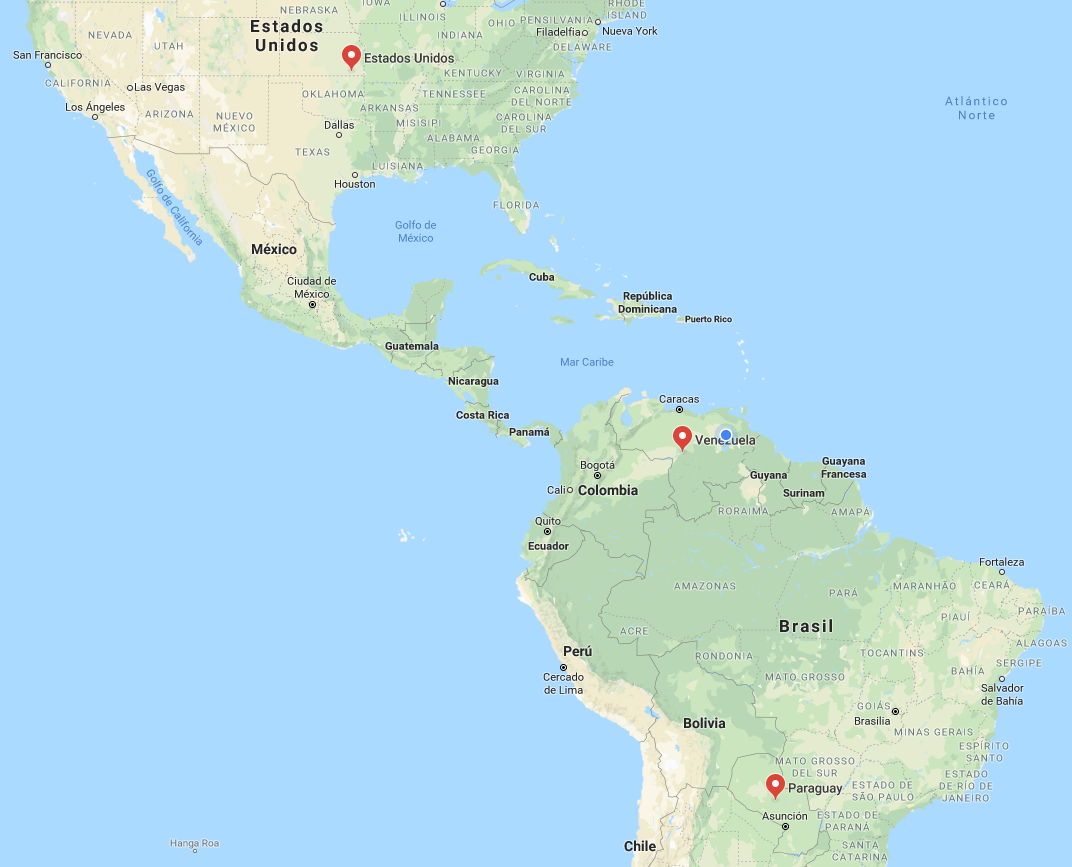 NEBRASKA
IOWA
ILLINOIS
OHIO
PENSILVANIA
RHODE
ISLAND
Estados
Unidos
NEVADA
UTAH
INDIANA
Filadelfia
Nueva York
DELAWARE
San Francisco
Estados Unidos
CALIFORNIA
Las Vegas
KENTUCKY
VIRGINIA
OKLAHOMA
TENNESSEE
CAROLINA
DEL NORTE
Los Ángeles
ARIZONA
NUEVO
MÉXICO
ARKANSAS
MISISIPI
CAROLINA
DEL SUR
Atlántico
Norte
Dallas
ALABAMA
TEXAS
GEORGIA
LUISIANA
Houston
Golfo de California
FLORIDA
Golfo de
México
México
Ciudad de
México
Cuba
República
Dominicana
Puerto Rico
Guatemala
Mar Caribe
Nicaragua
Costa Rica
Caracas
Panamá
Venezuela
Bogotá
Guyana
Guayana
Francesa
Cali
Colombia
Surinam
RORAIMA
AMAPÁ
Quito
Ecuador
Fortaleza
AMAZONAS
PARÁ
MARANHÃO
CEARÁ
PARAÍBA
PIAUÍ
ACRE
Brasil
ALAGOAS
Perú
RONDONIA
TOCANTINS
SERGIPE
Cercado
de Lima
MATO GROSSO
BAHÍA
Salvador
de Bahía
GOIÁS
Brasilia
Bolivia
MINAS GERAIS
ESPÍRITO
SANTO
MATO GROSSO
DEL SUR
Paraguay
ESTADO DE
SÃO PAULO
ESTADO
DE RÍO DE
JANEIRO
Asunción
ESTADO DE
PARANÁ
Hanga Roa
Chile
SANTA
CATARINA